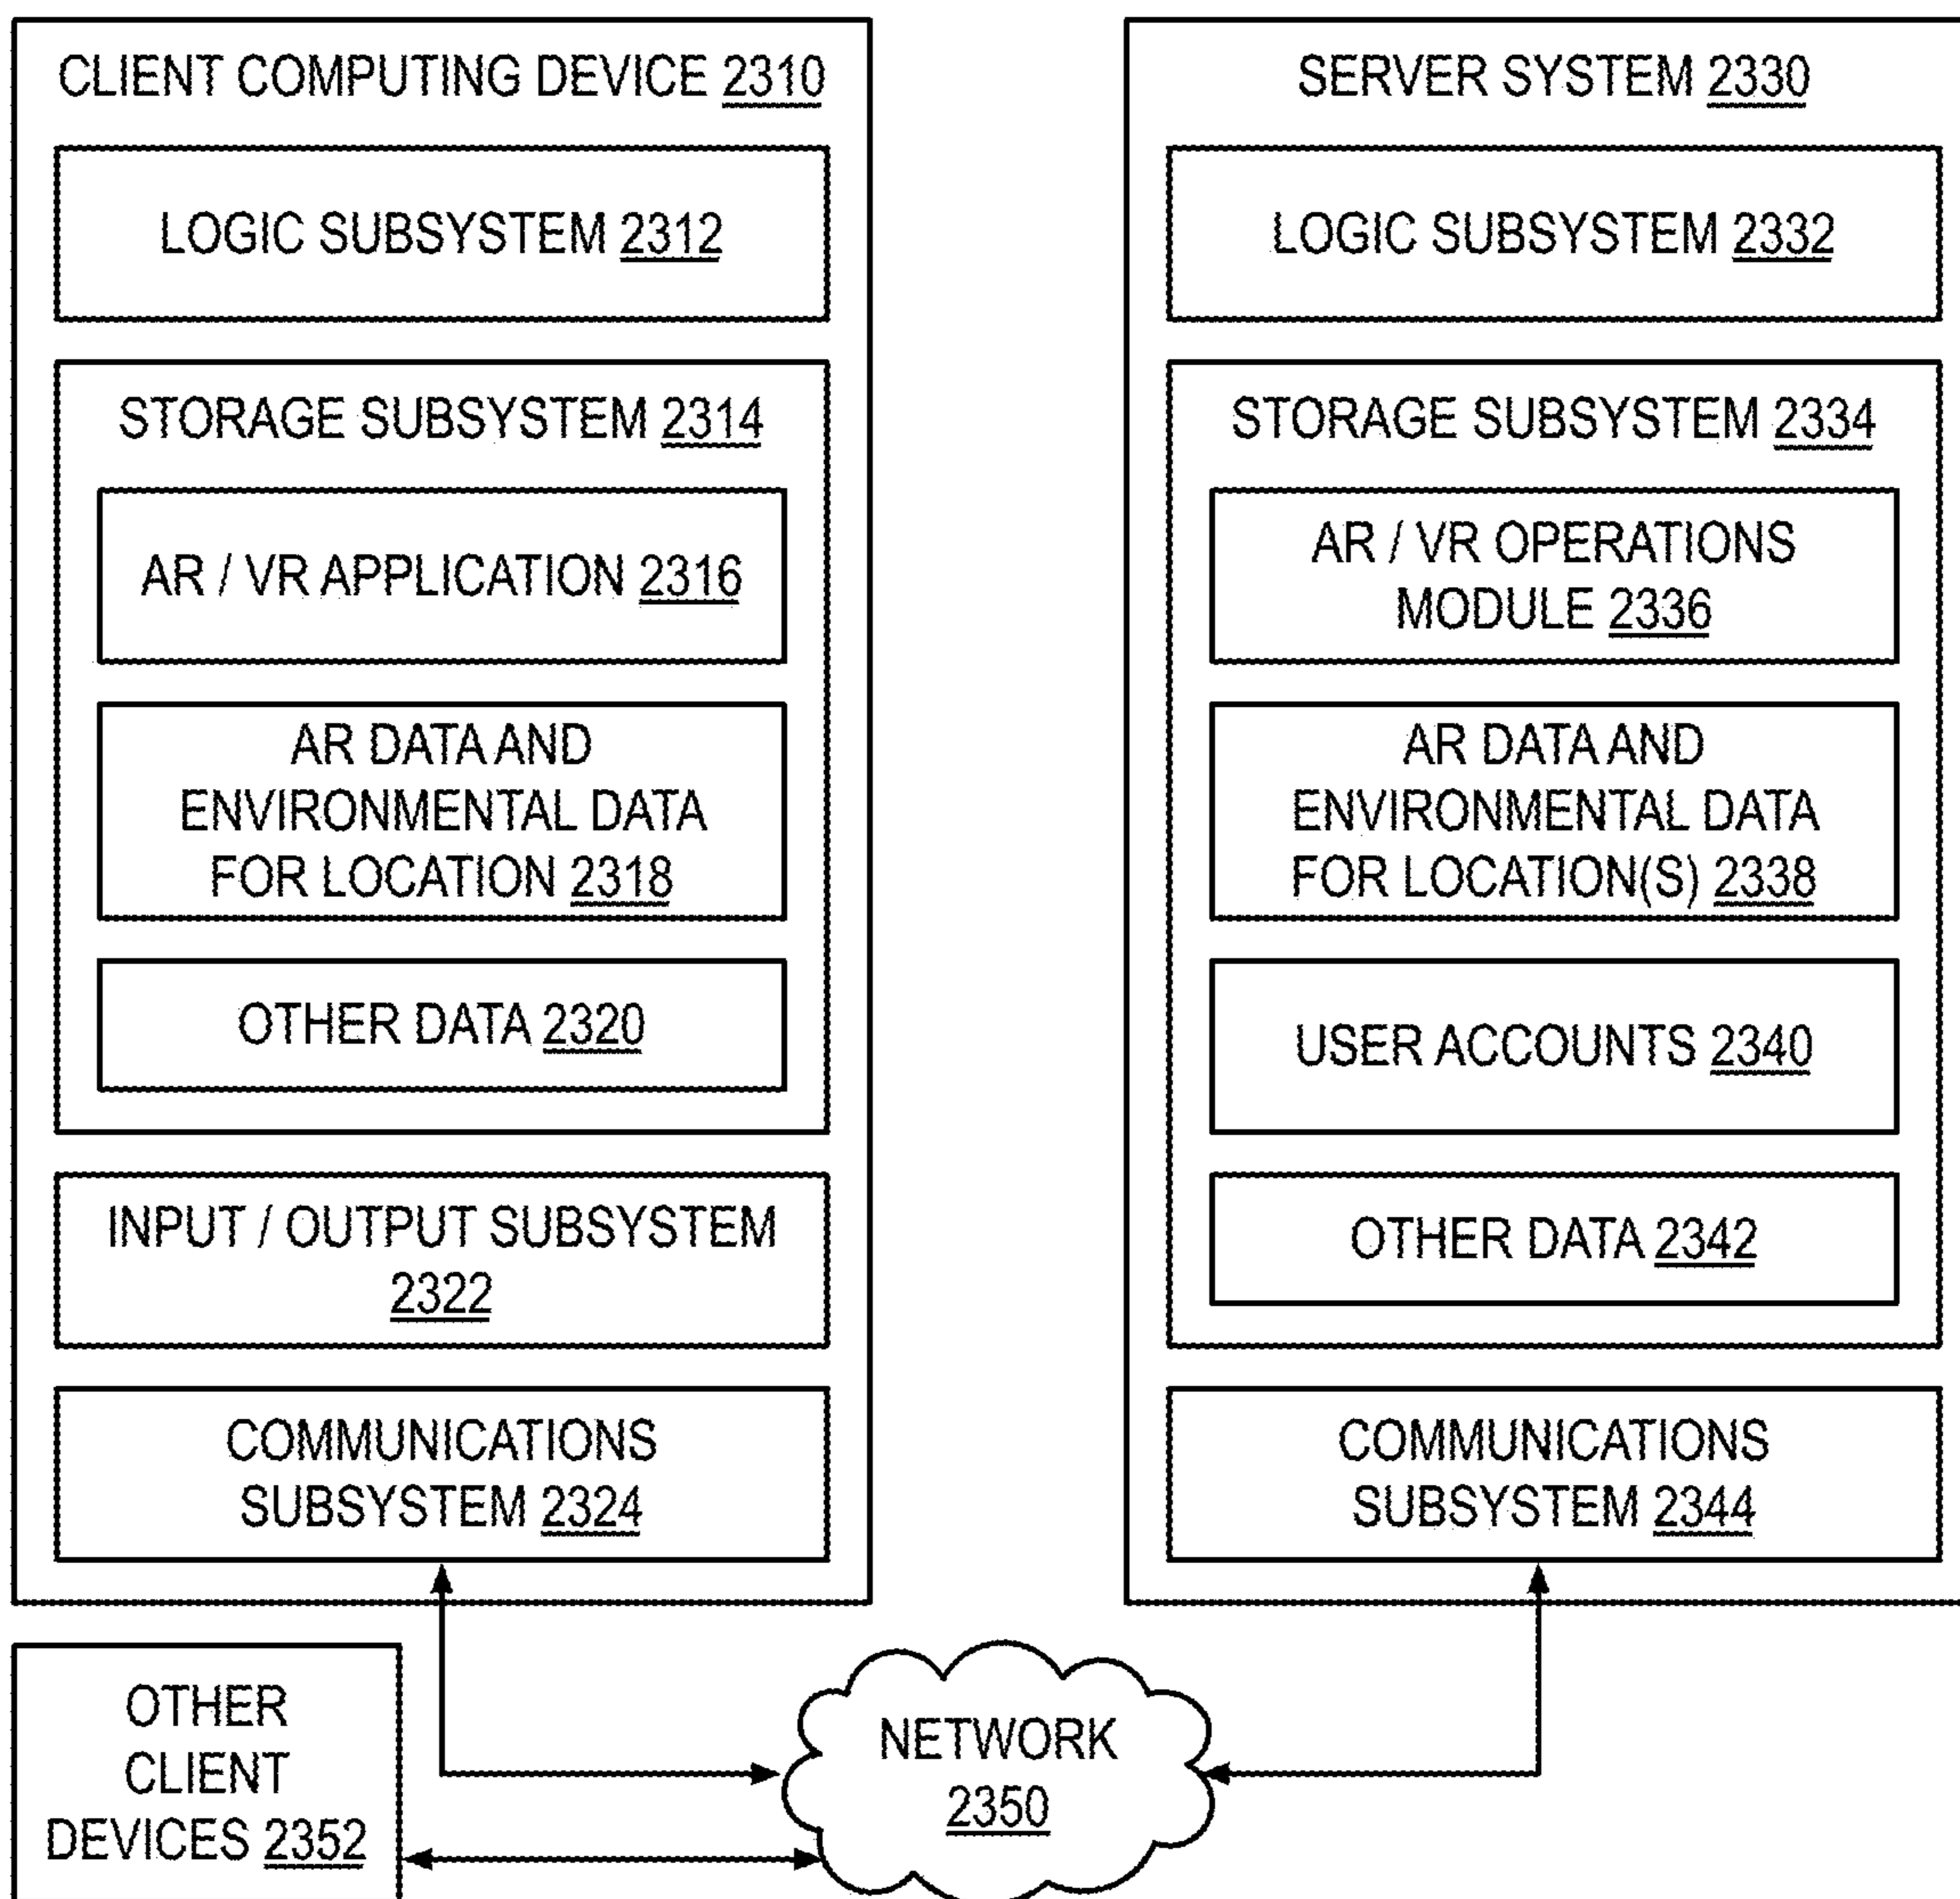 CLIENT COMPUTING DEVICE 2310
LOGIC SUBSYSTEM 2312
STORAGE SUBSYSTEM 2314
AR / VR APPLICATION 2316
AR DATA AND
ENVIRONMENTAL DATA
FOR LOCATION 2318
OTHER DATA 2320
INPUT / OUTPUT SUBSYSTEM
2322
COMMUNICATIONS
SUBSYSTEM 2324
SERVER SYSTEM 2330
LOGIC SUBSYSTEM 2332
STORAGE SUBSYSTEM 2334
AR / VR OPERATIONS
MODULE 2336
AR DATA AND
ENVIRONMENTAL DATA
FOR LOCATION(S) 2338
USER ACCOUNTS 2340
OTHER DATA 2342
COMMUNICATIONS
SUBSYSTEM 2344
OTHER
CLIENT
DEVICES 2352
NETWORK
2350